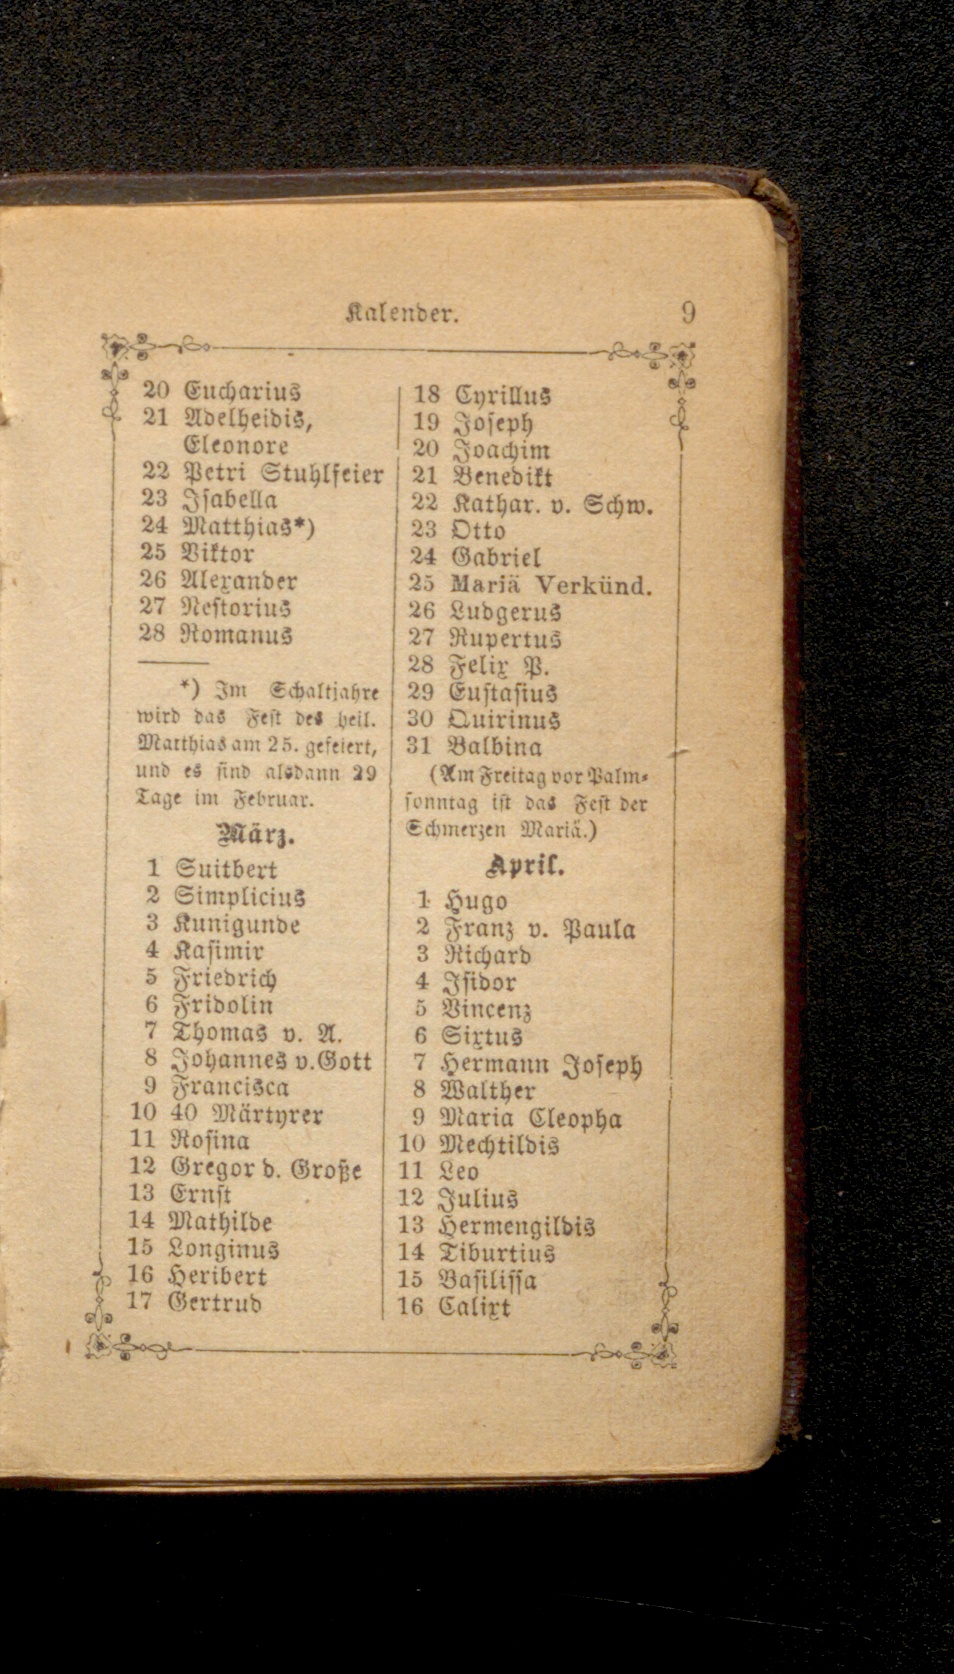 Kalender. 9
20 Eucharius
21 Adelheidis,
Eleonore
22 Petri Stuhlfeier
23 Isabella
24 Matthias*)
25 Viktor
26 Alexander
27 Nestorius
28 Romanus
*) Im Schaltjahre
wird das Fest des heil.
Matthias am 25. gefeiert,
und es sind alsdann 29
Tage im Februar.
März.
1 Suitbert
2 Simplicius
3 Kunigunde
4 Kasimir
5 Friedrich
6 Fridolin
7 Thomas v. A.
8 Johannes v. Gott
9 Francisca
10 40 Märtyrer
11 Rosina
12 Gregor d. Große
13 Ernst
14 Mathilde
15 Longinus
16 Heribert
17 Gertrud
18 Cyrillus
19 Joseph
20 Joachim
21 Benedikt
22 Kathar. v. Schw.
23 Otto
24 Gabriel
25 Mariä Verkünd.
26 Ludgerus
27 Rupertus
28 Felix P.
29 Eustasius
30 Quirinus
31 Balbina
(Am Freitag vor Palm-
sonntag ist das Fest der
Schmerzen Mariä.)
April.
1 Hugo
2 Franz v. Paula
3 Richard
4 Isidor
5 Vincenz
6 Sixtus
7 Hermann Joseph
8 Walther
9 Maria Cleopha
10 Mechtildis
11 Leo
12 Julius
13 Hermengildis
14 Tiburtius
15 Basilissa
16 Calixt